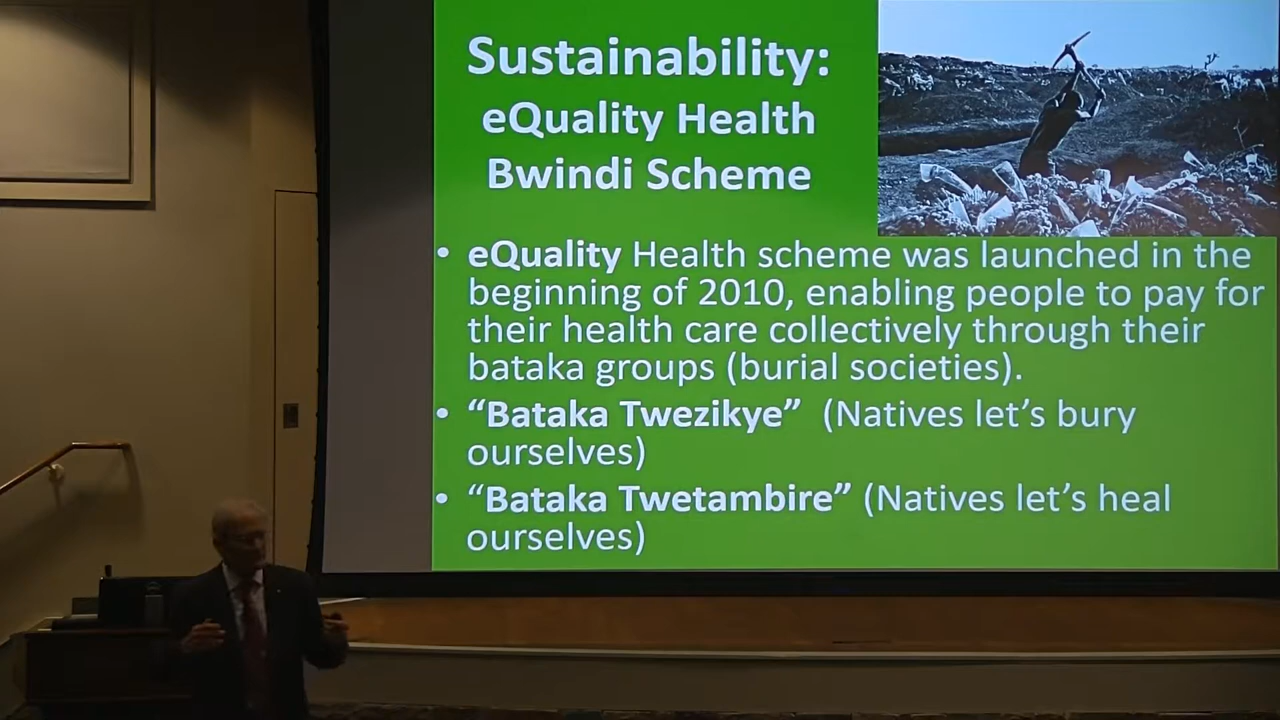 Sustainability:
eQuality Health
Bwindi Scheme
• eQuality Health scheme was launched in the
beginning of 2010, enabling people to pay for
their health care collectively through their
bataka groups (burial societies).
• “Bataka Twezikye” (Natives let’s bury
ourselves)
• “Bataka Twetambire” (Natives let’s heal
ourselves)